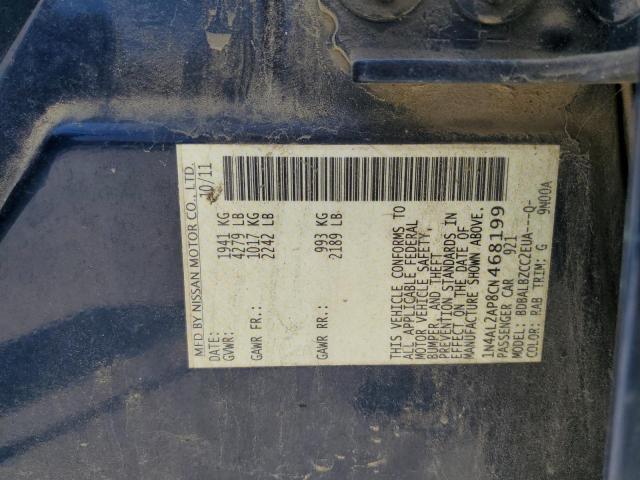 MFD BY NISSAN MOTOR CO., LTD.
DATE: 10/11
GVWR: 1941 KG
4279 LB
GAWR FR.: 1017 KG
2242 LB
GAWR RR.: 993 KG
2189 LB
THIS VEHICLE CONFORMS TO
ALL APPLICABLE FEDERAL
MOTOR VEHICLE SAFETY,
BUMPER, AND THEFT
PREVENTION STANDARDS IN
EFFECT ON THE DATE OF
MANUFACTURE SHOWN ABOVE.
1N4AL2AP8CN468199
PASSENGER CAR 921
MODEL: BDBALBZCC2EUA---0-
COLOR: RAB TRIM: G 9N00A